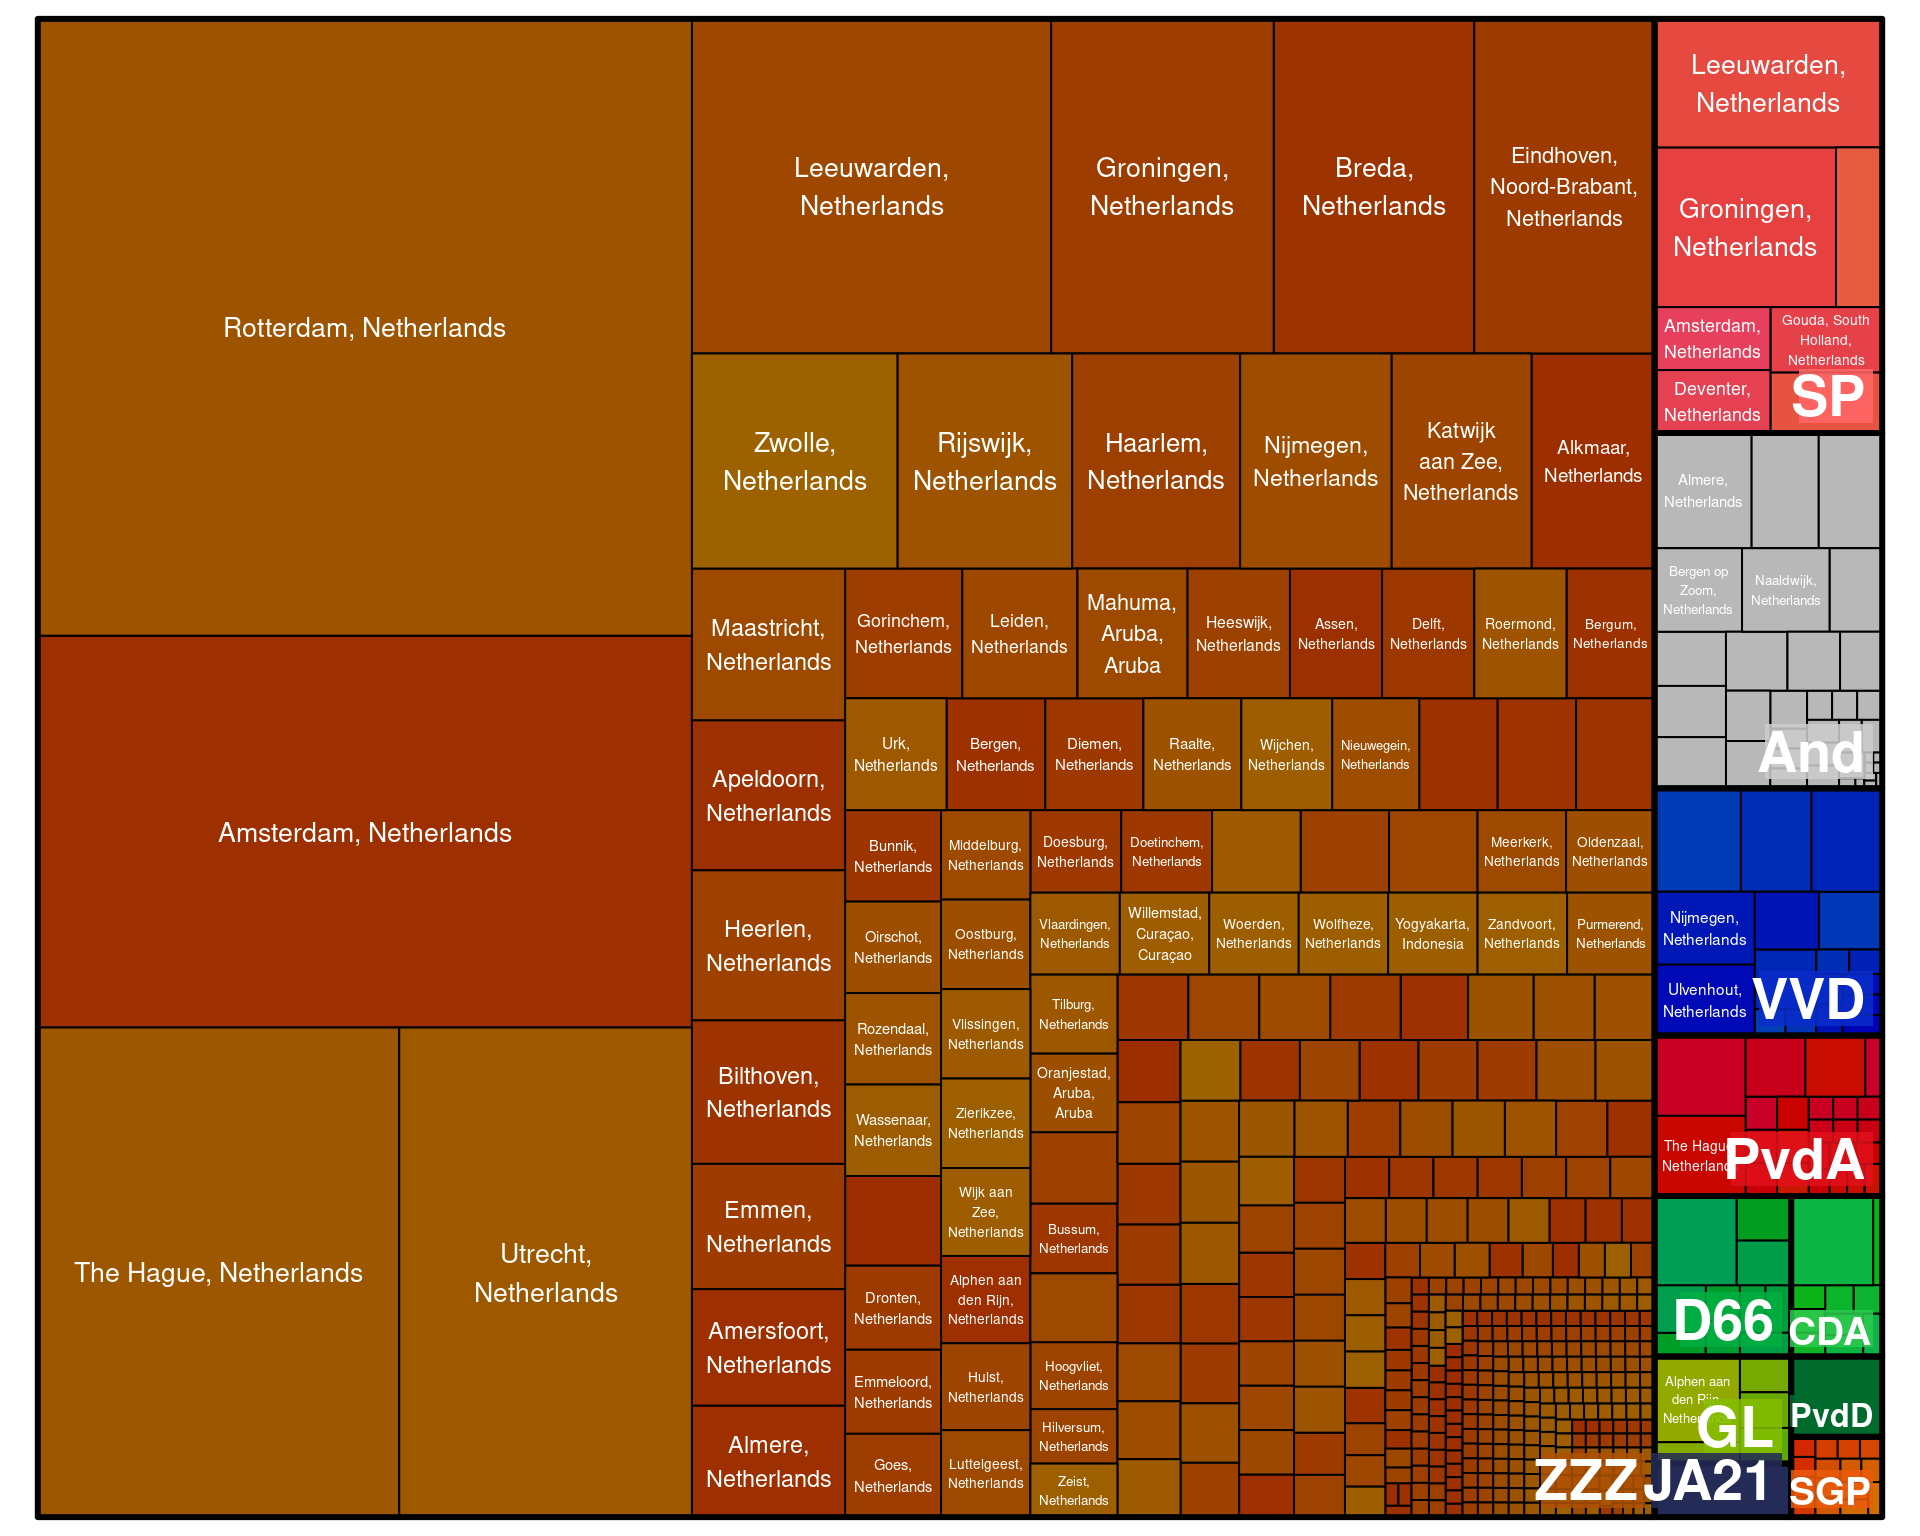 Rotterdam, Netherlands
Amsterdam, Netherlands
The Hague, Netherlands
Utrecht,
Netherlands
Leeuwarden,
Netherlands
Groningen,
Netherlands
Breda,
Netherlands
Eindhoven,
Noord-Brabant,
Netherlands
Zwolle,
Netherlands
Rijswijk,
Netherlands
Haarlem,
Netherlands
Nijmegen,
Netherlands
Katwijk
aan Zee,
Netherlands
Alkmaar,
Netherlands
Maastricht,
Netherlands
Apeldoorn,
Netherlands
Heerlen,
Netherlands
Bilthoven,
Netherlands
Emmen,
Netherlands
Amersfoort,
Netherlands
Almere,
Netherlands
Gorinchem,
Netherlands
Leiden,
Netherlands
Mahuma,
Aruba,
Aruba
Heeswijk,
Netherlands
Assen,
Netherlands
Delft,
Netherlands
Roermond,
Netherlands
Bergum,
Netherlands
Urk,
Netherlands
Bergen,
Netherlands
Diemen,
Netherlands
Raalte,
Netherlands
Wijchen,
Netherlands
Nieuwegein,
Netherlands
Bunnik,
Netherlands
Oirschot,
Netherlands
Rozendaal,
Netherlands
Wassenaar,
Netherlands
Dronten,
Netherlands
Emmeloord,
Netherlands
Goes,
Netherlands
Middelburg,
Netherlands
Oostburg,
Netherlands
Vlissingen,
Netherlands
Zierikzee,
Netherlands
Wijk aan
Zee,
Netherlands
Alphen aan
den Rijn,
Netherlands
Hulst,
Netherlands
Luttelgeest,
Netherlands
Doesburg,
Netherlands
Doetinchem,
Netherlands
Meerkerk,
Netherlands
Oldenzaal,
Netherlands
Vlaardingen,
Netherlands
Willemstad,
Curaçao,
Curaçao
Woerden,
Netherlands
Wolfheze,
Netherlands
Yogyakarta,
Indonesia
Zandvoort,
Netherlands
Purmerend,
Netherlands
Tilburg,
Netherlands
Oranjestad,
Aruba,
Aruba
Bussum,
Netherlands
Hoogvliet,
Netherlands
Hilversum,
Netherlands
Zeist,
Netherlands
ZZZ
Leeuwarden,
Netherlands
Groningen,
Netherlands
Amsterdam,
Netherlands
Deventer,
Netherlands
Gouda, South
Holland,
Netherlands
SP
Almere,
Netherlands
Bergen op
Zoom,
Netherlands
Naaldwijk,
Netherlands
And
Nijmegen,
Netherlands
Ulvenhout,
Netherlands
VVD
The Hague,
Netherlands
PvdA
D66
CDA
Alphen aan
den Rijn,
Netherlands
GL
PvdD
JA21
SGP